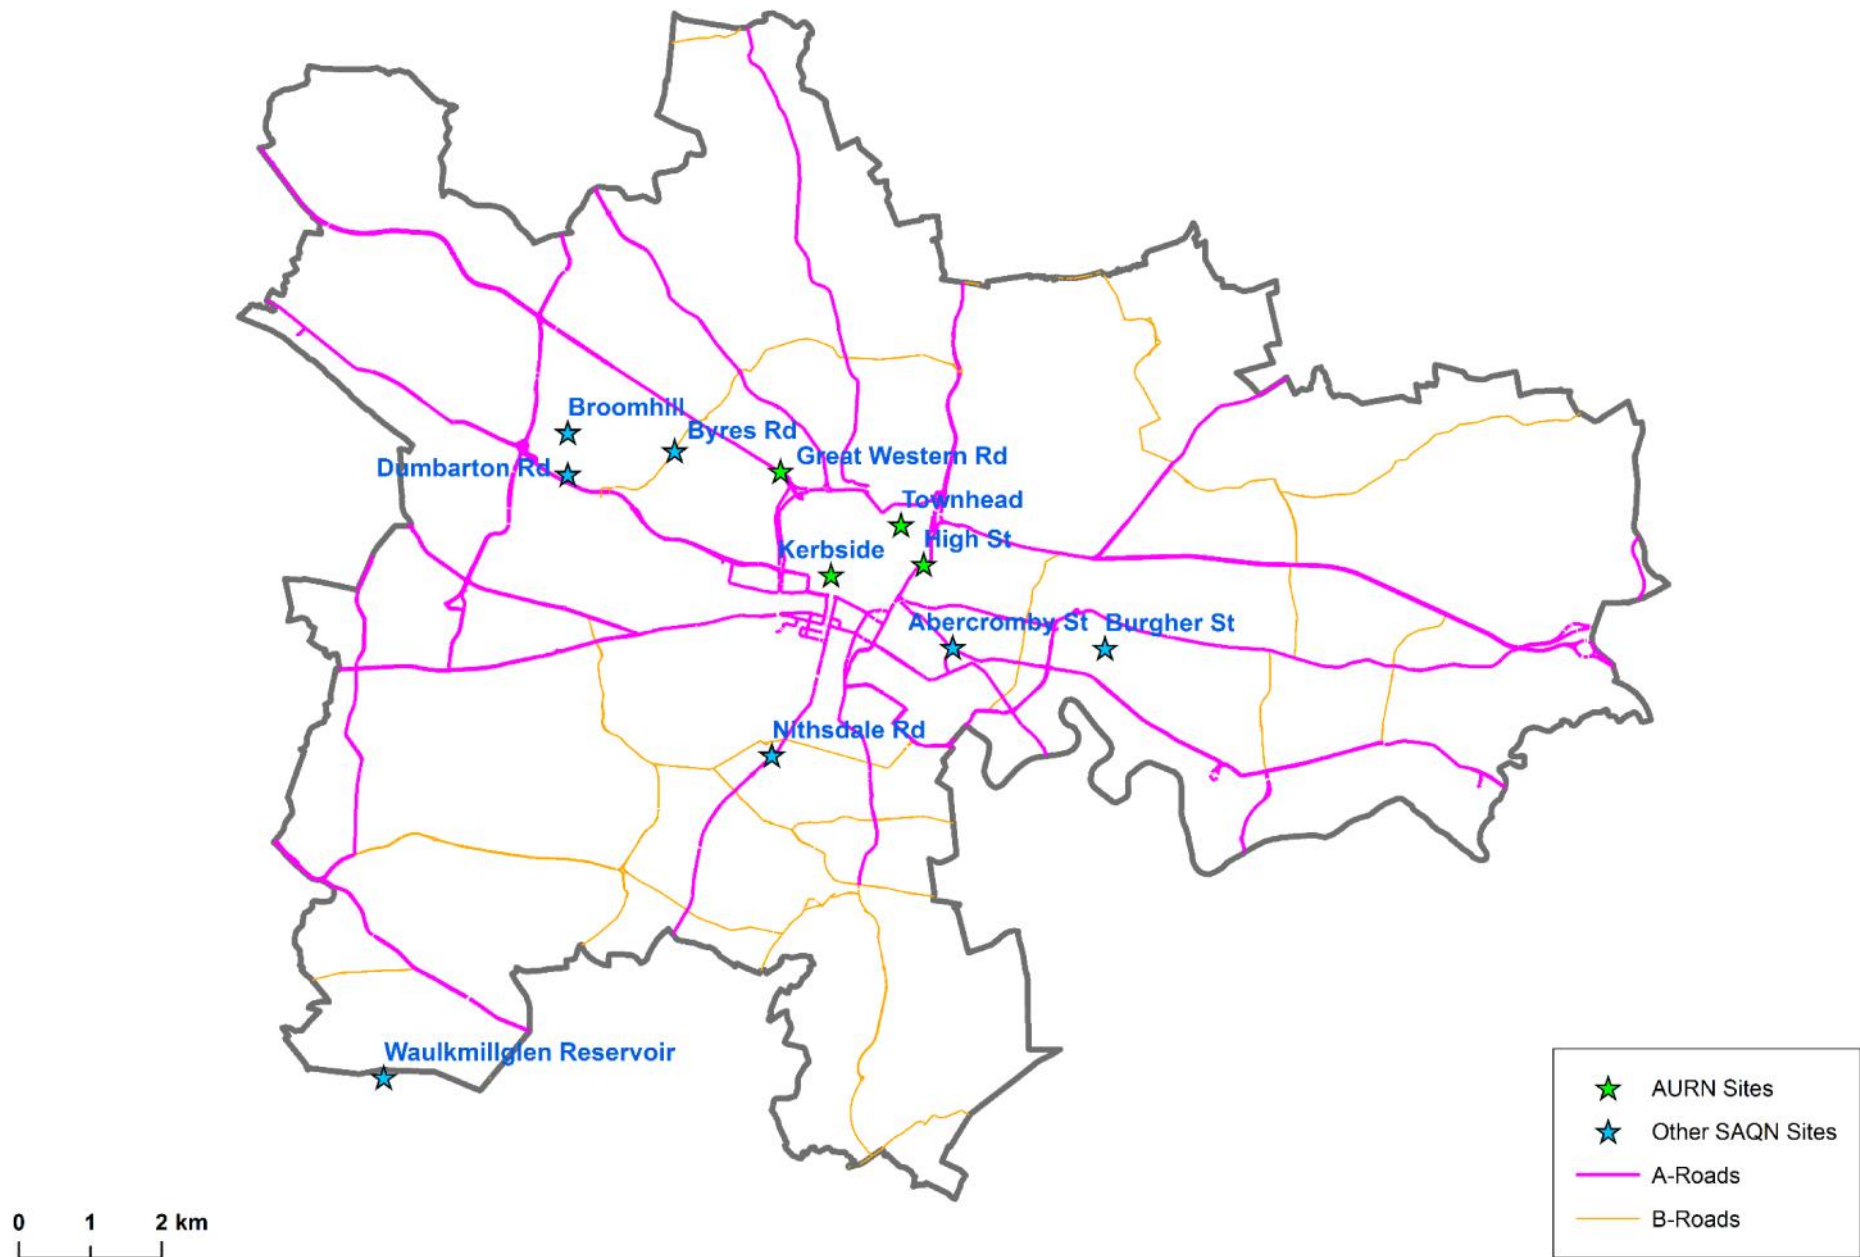 Broomhill
Byres Rd
Great Western Rd
Dumbarton Rd
Townhead
High St
Kerbside
Abercromby St
Burgher St
Nithsdale Rd
Waulkmillglen Reservoir
AURN Sites
Other SAQN Sites
A-Roads
B-Roads
0 1 2 km